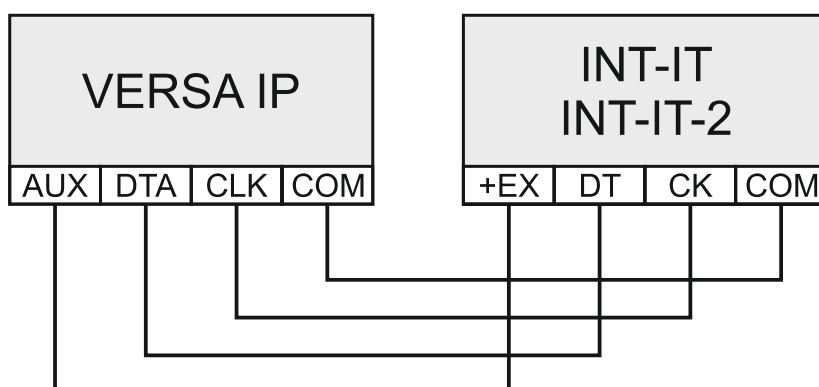 VERSA IP
INT-IT
INT-IT-2
AUX DTA CLK COM
+EX DT CK COM